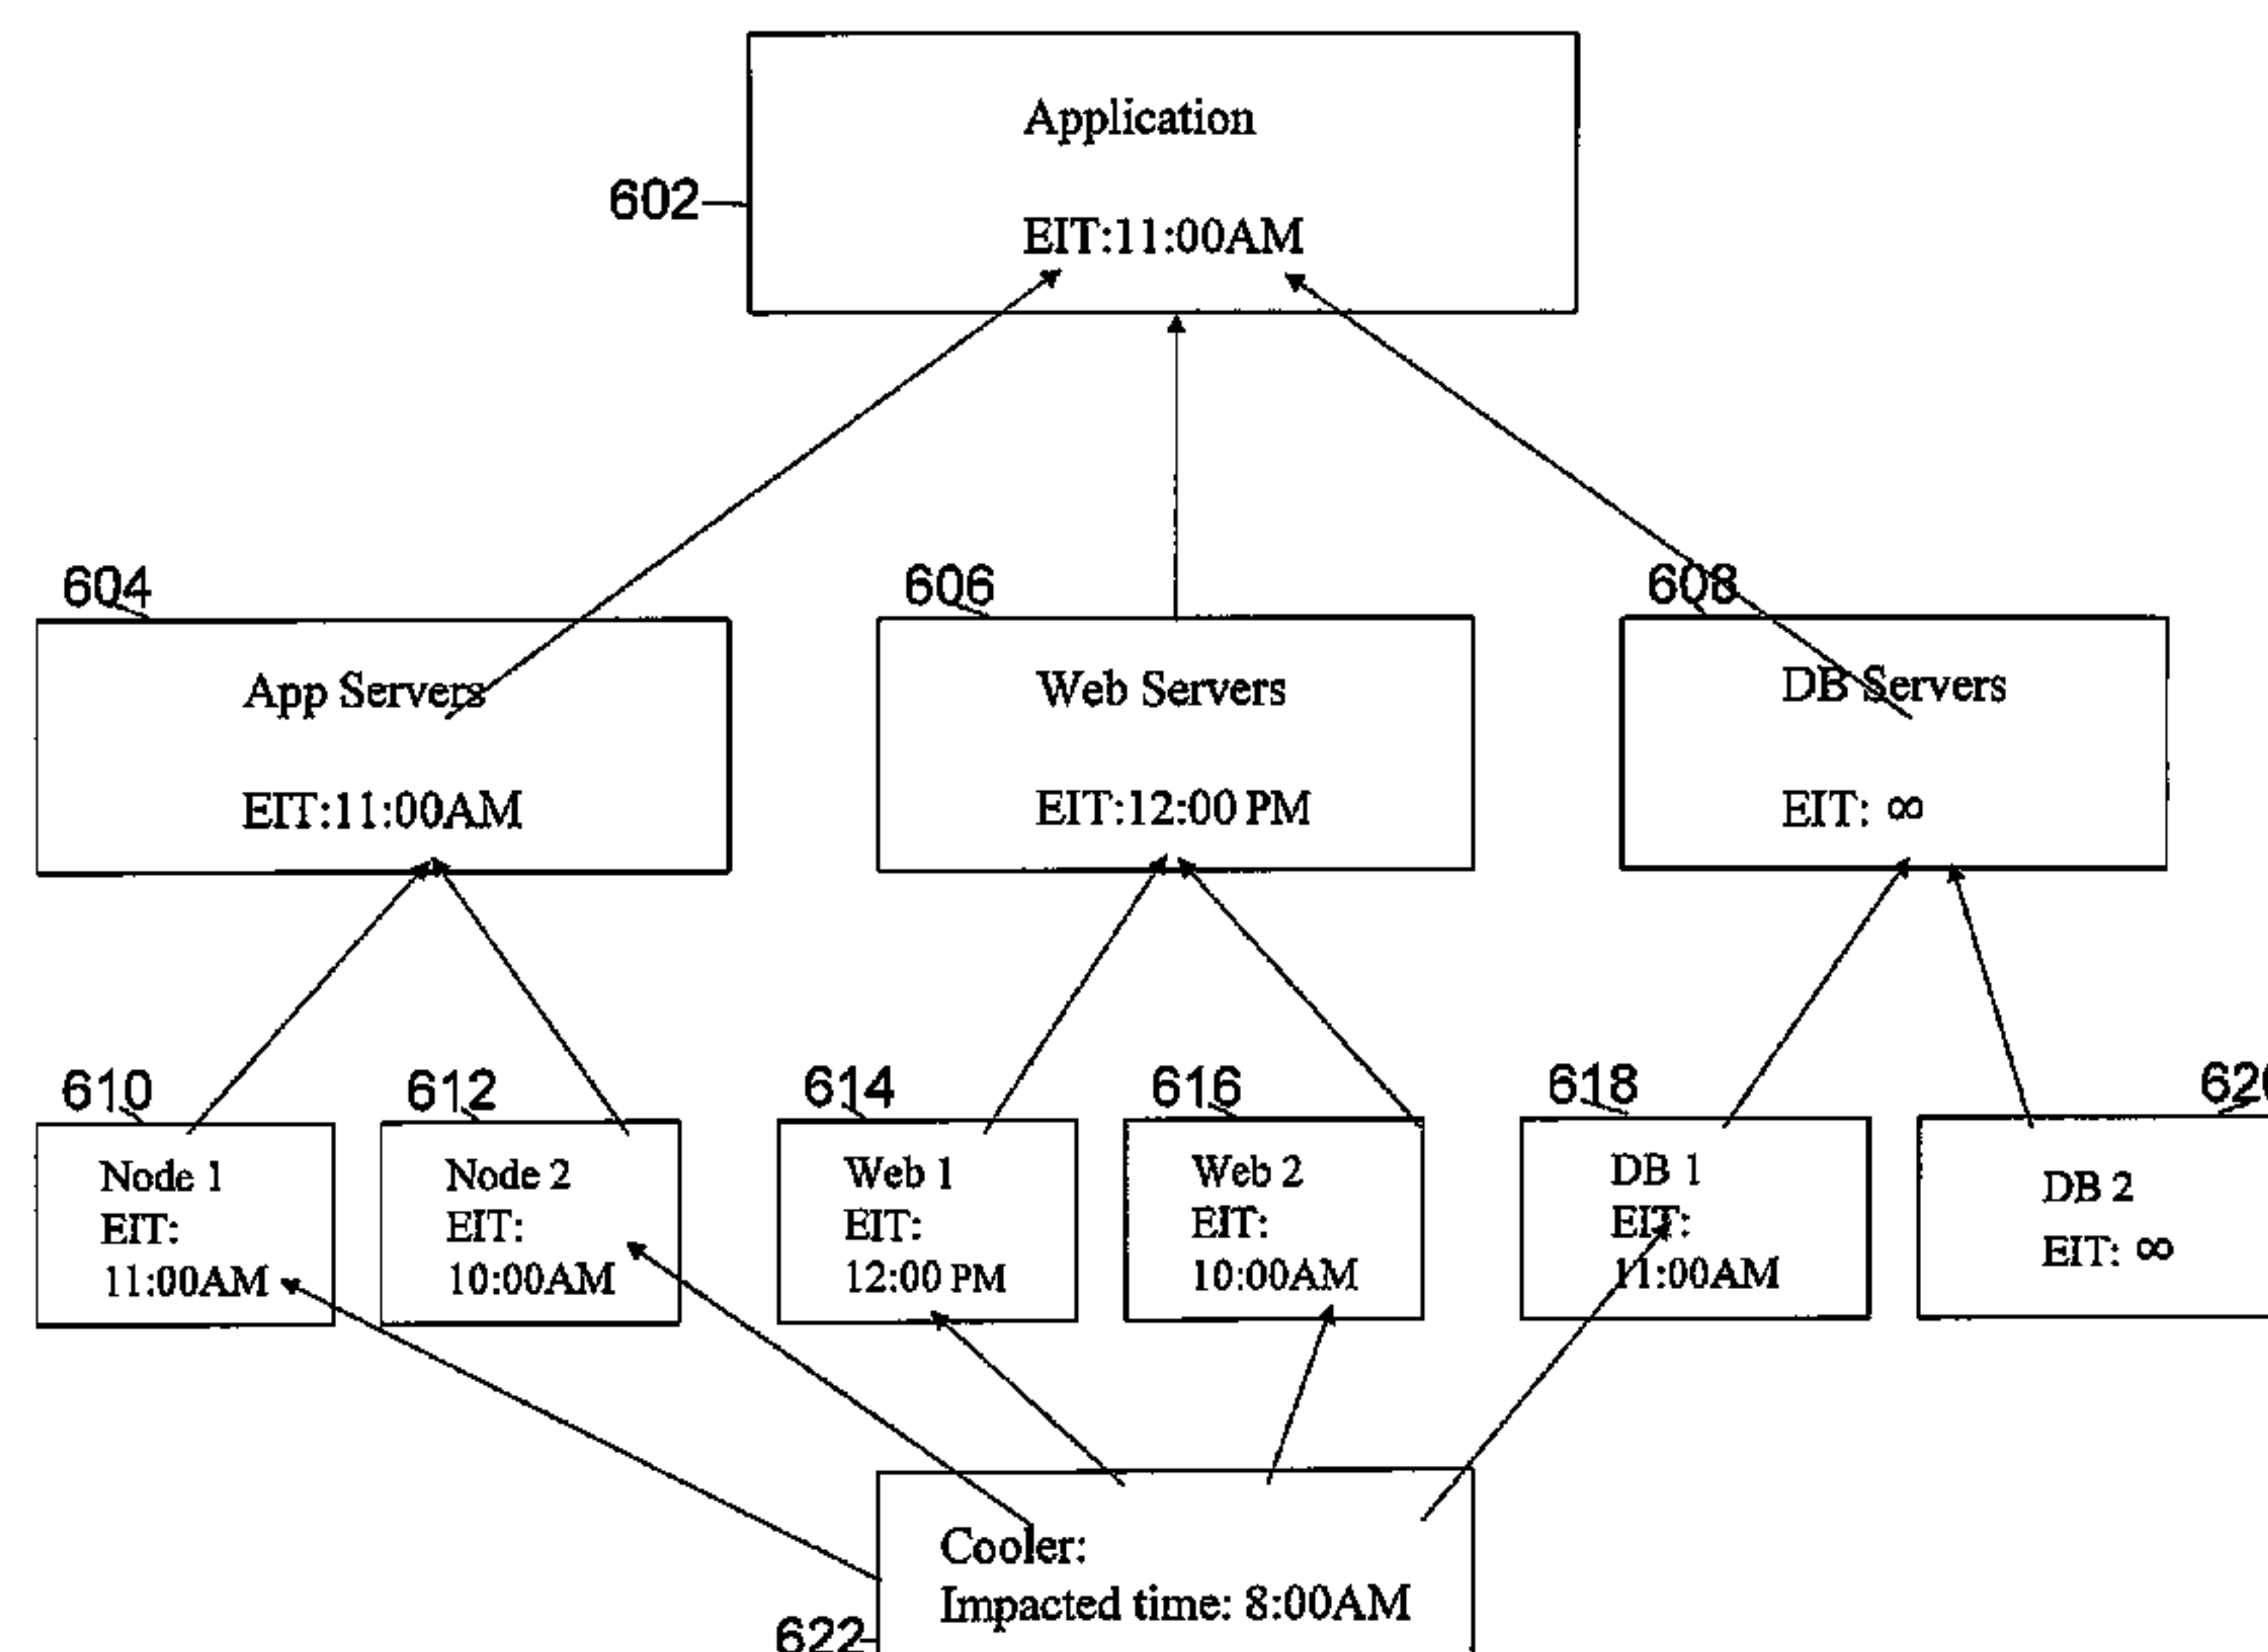 Application
602
EIT:11:00AM
604
606
608
App Servers
Web Servers
DB Servers
EIT:11:00AM
EIT:12:00 PM
EIT: ∞
610
612
614
616
618
Node 1
EIT:
11:00AM
Node 2
EIT:
10:00AM
Web 1
EIT:
12:00 PM
Web 2
EIT:
10:00AM
DB 1
EIT:
11:00AM
DB 2
EIT: ∞
Cooler:
Impacted time: 8:00AM
622